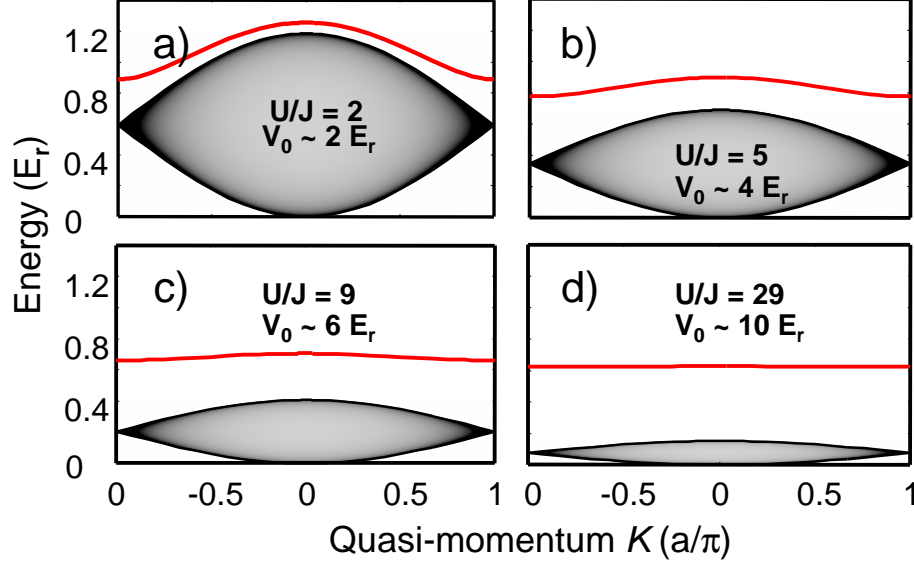 a)
U/J = 2
V0 ~ 2 Er
b)
U/J = 5
V0 ~ 4 Er
1.2
0.8
0.4
0
Energy (Er)
c)
U/J = 9
V0 ~ 6 Er
d)
U/J = 29
V0 ~ 10 Er
1.2
0.8
0.4
0
0 -0.5 0 0.5 1
0 -0.5 0 0.5 1
Quasi-momentum K (a/π)